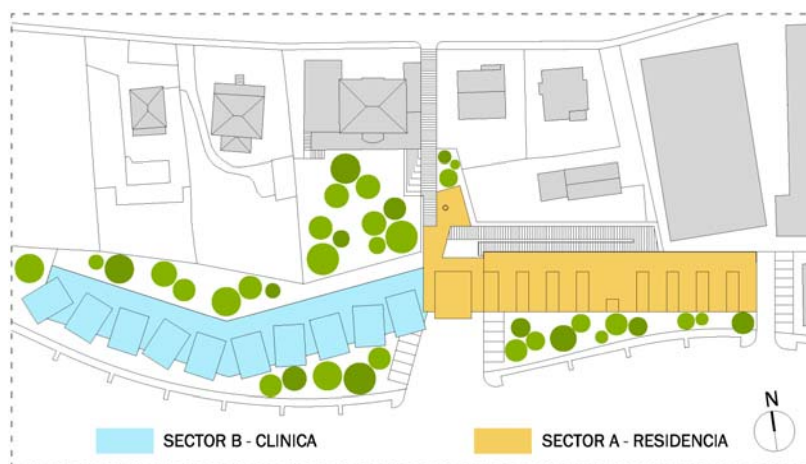 N
SECTOR B - CLINICA
SECTOR A - RESIDENCIA